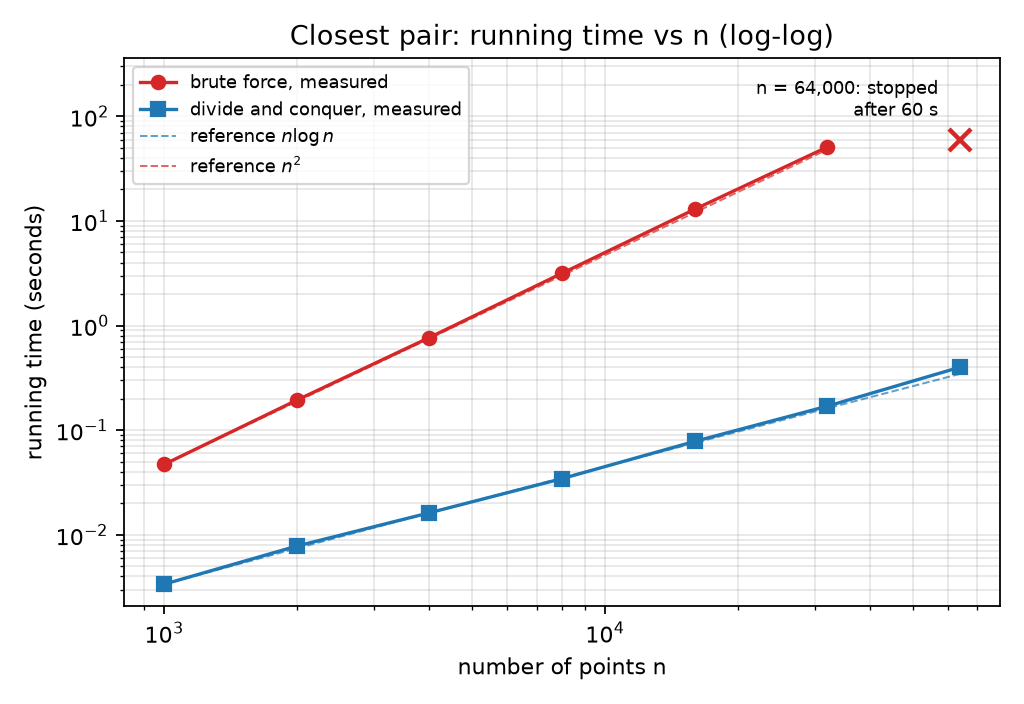 Closest pair: running time vs n (log-log)
brute force, measured
divide and conquer, measured
reference n log n
reference n²
n = 64,000: stopped
after 60 s
10²
10¹
10⁰
10⁻¹
10⁻²
running time (seconds)
10³
10⁴
number of points n